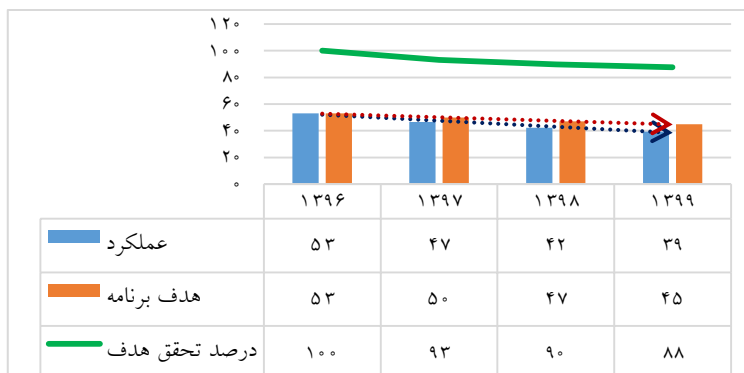 ۱۲۰
۱۰۰
۸۰
۶۰
۴۰
۲۰
۰
۱۳۹۶ ۱۳۹۷ ۱۳۹۸ ۱۳۹۹
عملکرد ۵۳ ۴۷ ۴۲ ۳۹
هدف برنامه ۵۳ ۵۰ ۴۷ ۴۵
درصد تحقق هدف ۱۰۰ ۹۳ ۹۰ ۸۸